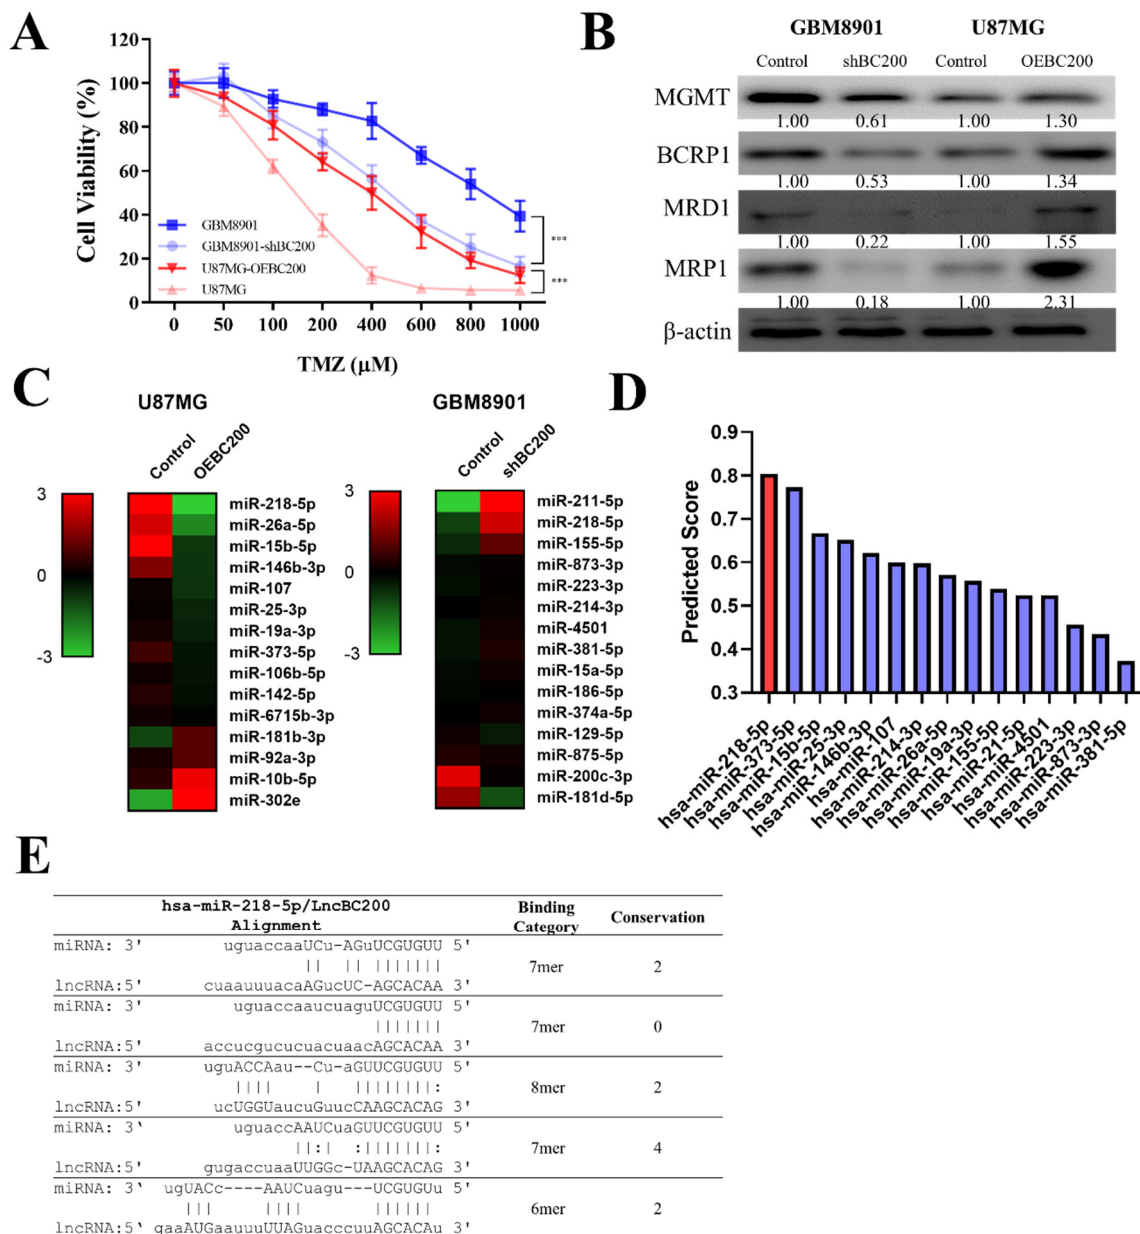 A
120
100
80
60
40
20
0
Cell Viability (%)
GBM8901
GBM8901-shBC200
U87MG-OEBC200
U87MG
***
***
0 50 100 200 400 600 800 1000
TMZ (μM)
B
GBM8901 U87MG
Control shBC200 Control OEBC200
MGMT
1.00 0.61 1.00 1.30
BCRP1
1.00 0.53 1.00 1.34
MRD1
1.00 0.22 1.00 1.55
MRP1
1.00 0.18 1.00 2.31
β-actin
C
U87MG
Control OEBC200
3
0
-3
miR-218-5p
miR-26a-5p
miR-15b-5p
miR-146b-3p
miR-107
miR-25-3p
miR-19a-3p
miR-373-5p
miR-106b-5p
miR-142-5p
miR-6715b-3p
miR-181b-3p
miR-92a-3p
miR-10b-5p
miR-302e
GBM8901
Control shBC200
3
0
-3
miR-211-5p
miR-218-5p
miR-155-5p
miR-873-3p
miR-223-3p
miR-214-3p
miR-4501
miR-381-5p
miR-15a-5p
miR-186-5p
miR-374a-5p
miR-129-5p
miR-875-5p
miR-200c-3p
miR-181d-5p
D
0.9
0.8
0.7
0.6
0.5
0.4
0.3
Predicted Score
hsa-miR-218-5p
hsa-miR-373-5p
hsa-miR-15b-5p
hsa-miR-25-3p
hsa-miR-146b-3p
hsa-miR-107
hsa-miR-214-3p
hsa-miR-26a-5p
hsa-miR-19a-3p
hsa-miR-155-5p
hsa-miR-21-5p
hsa-miR-4501
hsa-miR-223-3p
hsa-miR-873-3p
hsa-miR-381-5p
E
hsa-miR-218-5p/LncBC200
Alignment
Binding
Category
Conservation
miRNA: 3' uguaccaaUCu-AGuUCGUGUU 5'
|| || |||||||
7mer 2
lncRNA:5' cuaauuuacaAGucUC-AGCACAA 3'
miRNA: 3' uguaccaaucuaguUCGUGUU 5'
|||||||
7mer 0
lncRNA:5' accucgucucuacuaacAGCACAA 3'
miRNA: 3' uguACCAau--Cu-aGUUCGUGUU 5'
|||| | ||||||||:
8mer 2
lncRNA:5' ucUGGUaucuGuucCAAGCACAG 3'
miRNA: 3' uguaccAAUCuaGUUCGUGUU 5'
||:| :|||||||:
7mer 4
lncRNA:5' gugaccuaaUUGGc-UAAGCACAG 3'
miRNA: 3' ugUACc----AAUCuagu---UCGUGUu 5'
||| |||| ||||||
6mer 2
lncRNA:5' gaaAUGaauuuUUAGuacccuuAGCACAu 3'